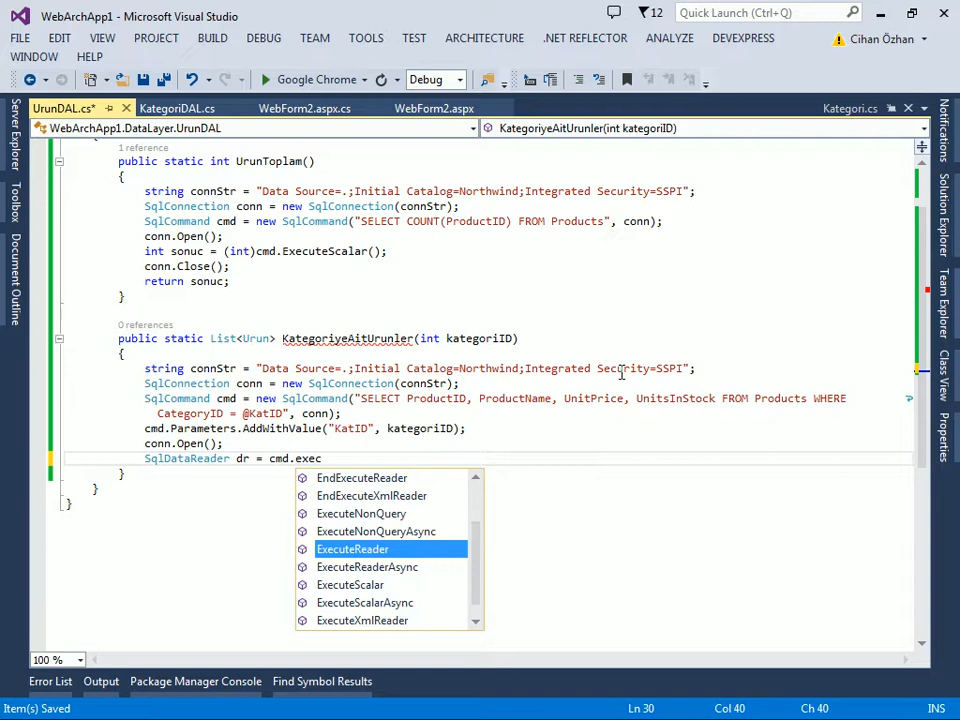 WebArchApp1 - Microsoft Visual Studio
12
Quick Launch (Ctrl+Q)
FILE EDIT VIEW PROJECT BUILD DEBUG TEAM TOOLS TEST ARCHITECTURE .NET REFLECTOR ANALYZE DEVEXPRESS
Cihan Özhan
WINDOW HELP
Google Chrome Debug
UrunDAL.cs* KategoriDAL.cs WebForm2.aspx.cs WebForm2.aspx Kategori.cs
WebArchApp1.DataLayer.UrunDAL KategoriyeAitUrunler(int kategoriID)
Server Explorer
Toolbox
Document Outline
1 reference
public static int UrunToplam()
{
string connStr = "Data Source=.;Initial Catalog=Northwind;Integrated Security=SSPI";
SqlConnection conn = new SqlConnection(connStr);
SqlCommand cmd = new SqlCommand("SELECT COUNT(ProductID) FROM Products", conn);
conn.Open();
int sonuc = (int)cmd.ExecuteScalar();
conn.Close();
return sonuc;
}
0 references
public static List<Urun> KategoriyeAitUrunler(int kategoriID)
{
string connStr = "Data Source=.;Initial Catalog=Northwind;Integrated Security=SSPI";
SqlConnection conn = new SqlConnection(connStr);
SqlCommand cmd = new SqlCommand("SELECT ProductID, ProductName, UnitPrice, UnitsInStock FROM Products WHERE
CategoryID = @KatID", conn);
cmd.Parameters.AddWithValue("KatID", kategoriID);
conn.Open();
SqlDataReader dr = cmd.exec
}
}
}
EndExecuteReader
EndExecuteXmlReader
ExecuteNonQuery
ExecuteNonQueryAsync
ExecuteReader
ExecuteReaderAsync
ExecuteScalar
ExecuteScalarAsync
ExecuteXmlReader
Notifications
Solution Explorer
Team Explorer
Class View
Properties
100 %
Error List Output Package Manager Console Find Symbol Results
Item(s) Saved Ln 30 Col 40 Ch 40 INS